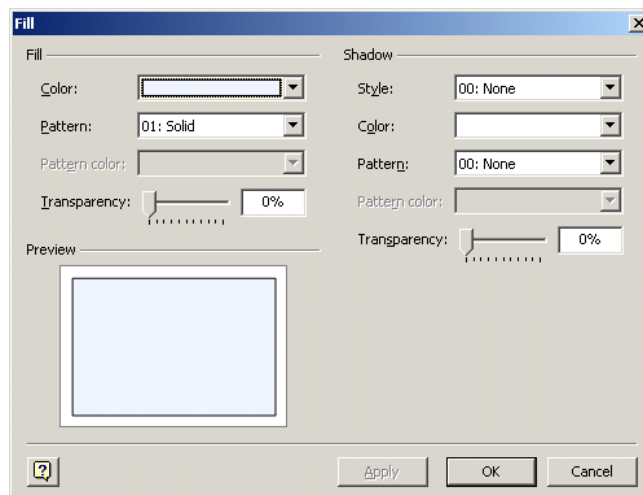 Fill
Fill
Color:
Pattern: 01: Solid
Pattern color:
Transparency: 0%
Preview
Shadow
Style: 00: None
Color:
Pattern: 00: None
Pattern color:
Transparency: 0%
Apply OK Cancel